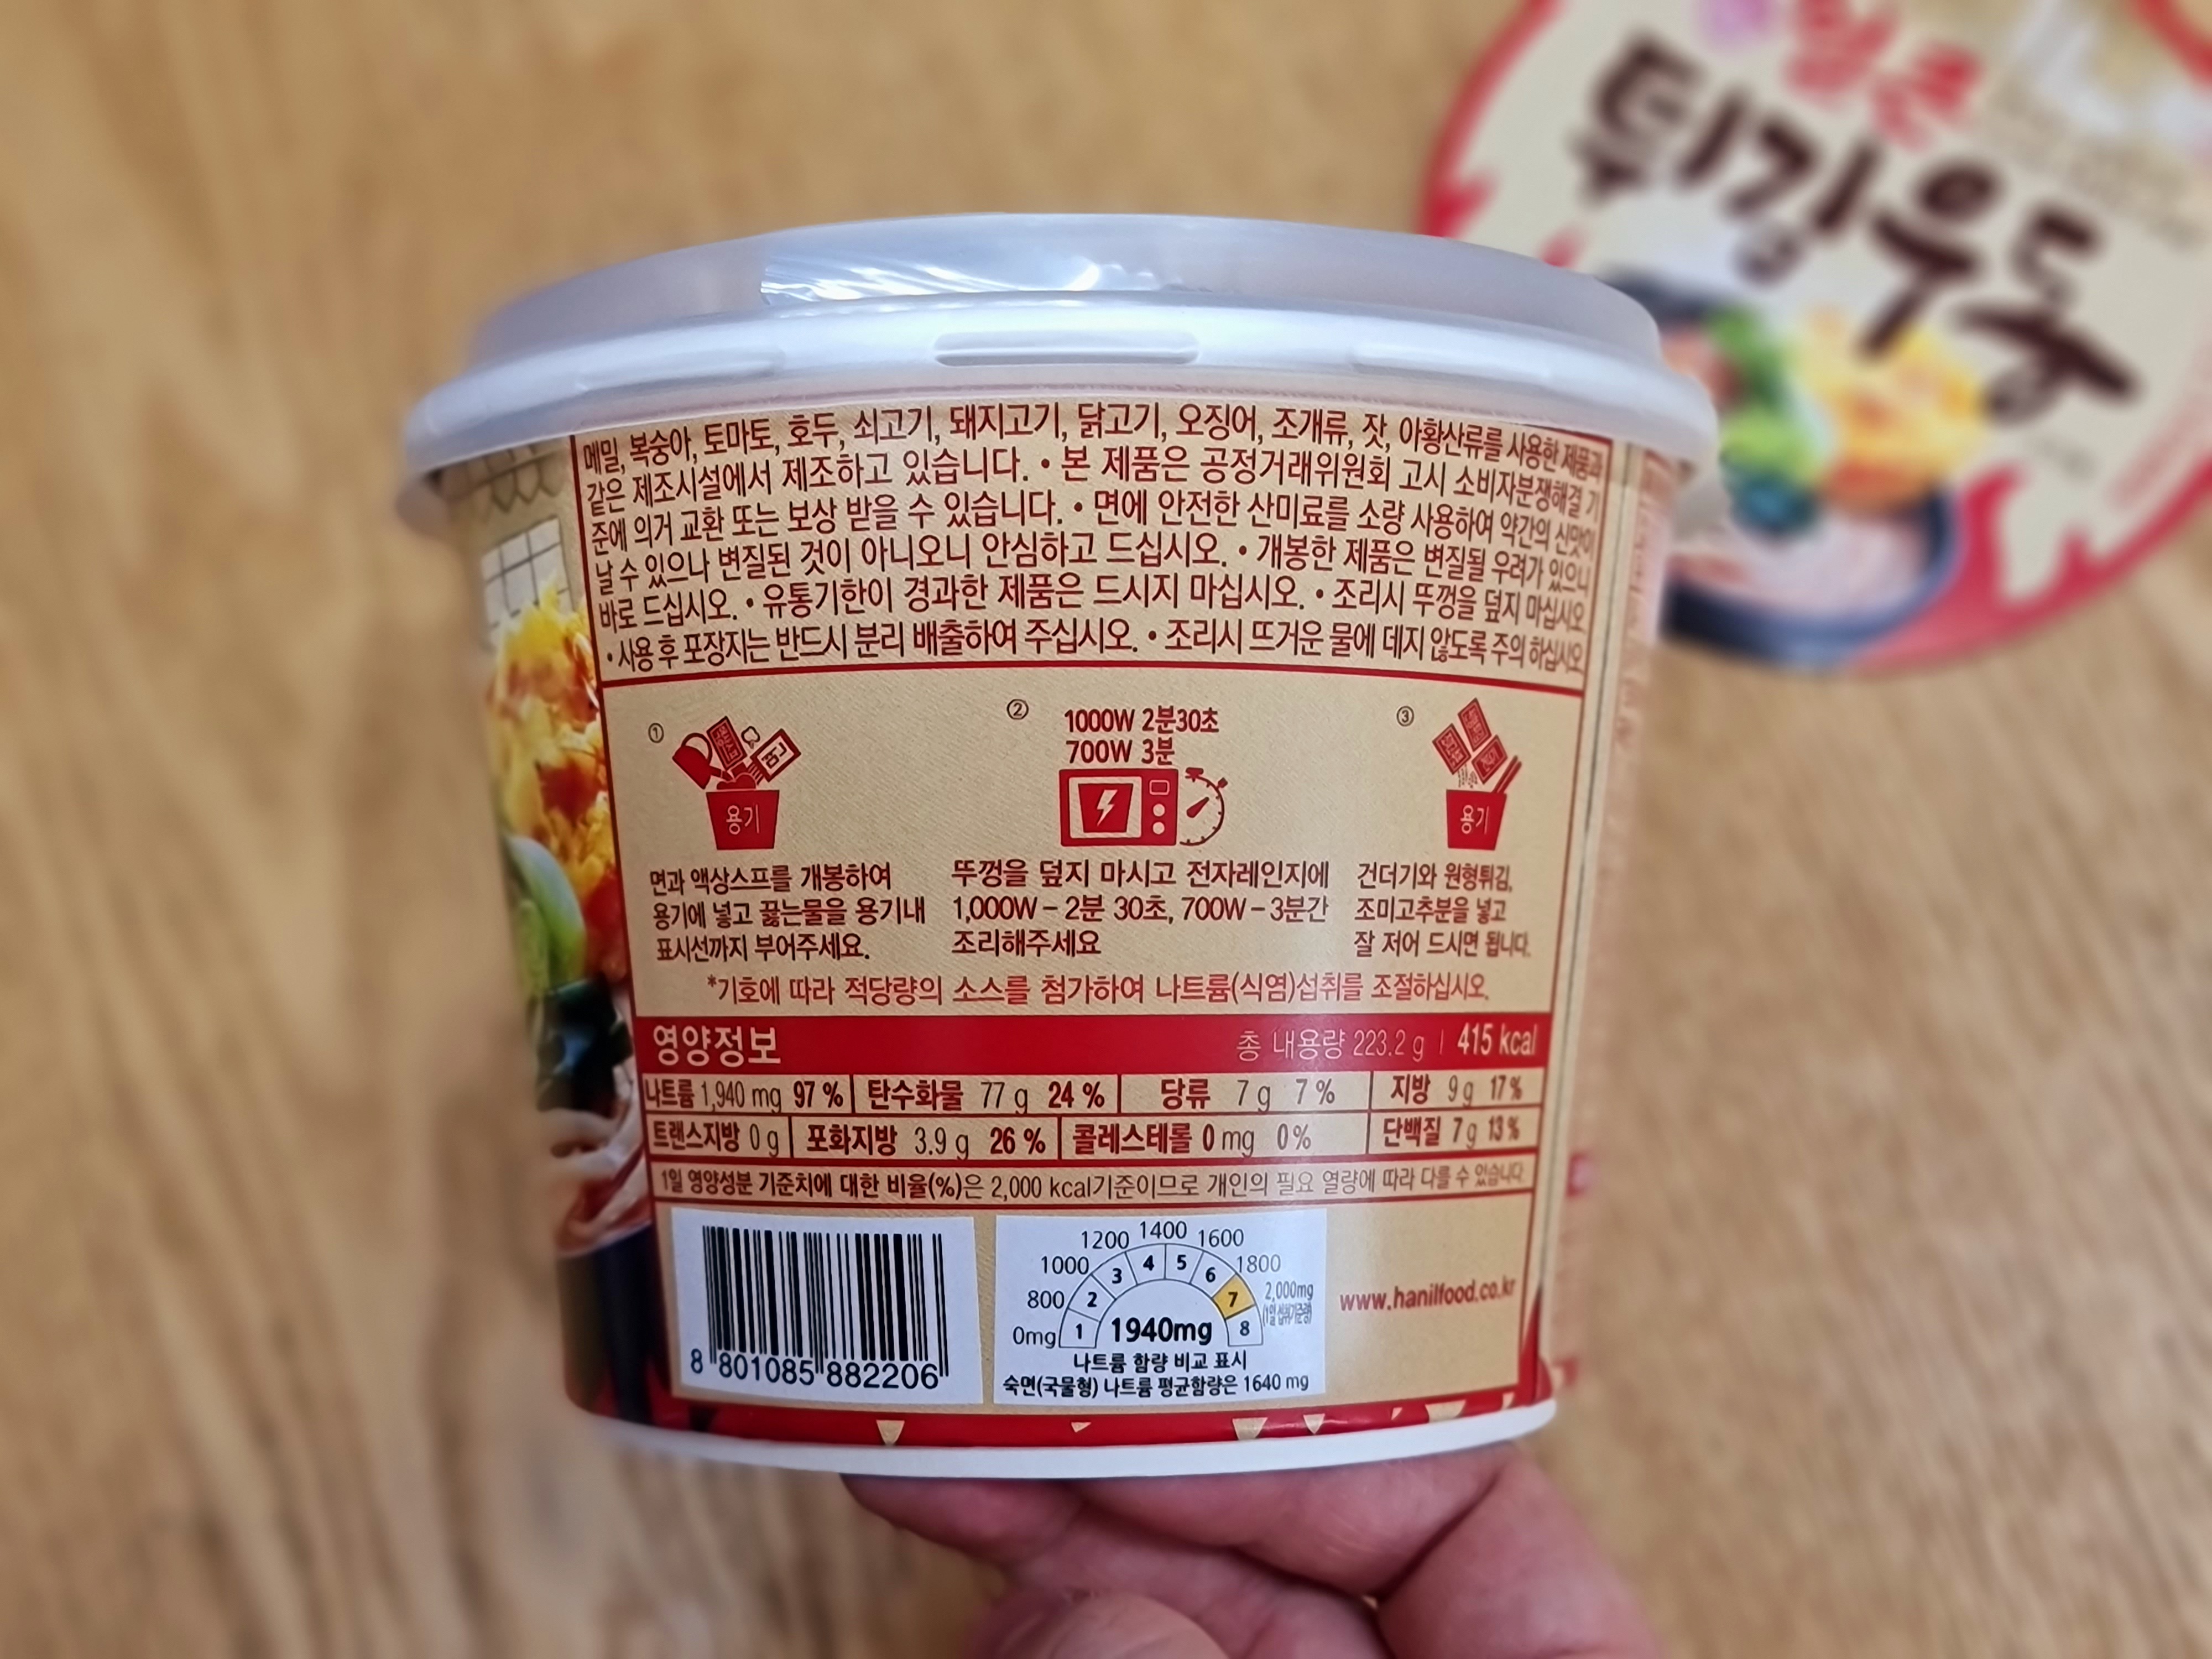 튀김우동
메밀, 복숭아, 토마토, 호두, 쇠고기, 돼지고기, 닭고기, 오징어, 조개류, 잣, 아황산류를 사용한 제품과
같은 제조시설에서 제조하고 있습니다. • 본 제품은 공정거래위원회 고시 소비자분쟁해결 기
준에 의거 교환 또는 보상 받을 수 있습니다. • 면에 안전한 산미료를 소량 사용하여 약간의 신맛이
날 수 있으나 변질된 것이 아니오니 안심하고 드십시오. • 개봉한 제품은 변질될 우려가 있으니
바로 드십시오. • 유통기한이 경과한 제품은 드시지 마십시오. • 조리시 뚜껑을 덮지 마십시오
• 사용 후 포장지는 반드시 분리 배출하여 주십시오. • 조리시 뜨거운 물에 데지 않도록 주의 하십시오
①
용기
면과 액상스프를 개봉하여
용기에 넣고 끓는물을 용기내
표시선까지 부어주세요.
②
1000W 2분30초
700W 3분
뚜껑을 덮지 마시고 전자레인지에
1,000W – 2분 30초, 700W – 3분간
조리해주세요
③
용기
건더기와 원형튀김,
조미고추분을 넣고
잘 저어 드시면 됩니다.
*기호에 따라 적당량의 소스를 첨가하여 나트륨(식염)섭취를 조절하십시오.
영양정보 총 내용량 223.2 g | 415 kcal
나트륨 1,940 mg 97 % 탄수화물 77 g 24 % 당류 7 g 7 % 지방 9 g 17 %
트랜스지방 0 g 포화지방 3.9 g 26 % 콜레스테롤 0 mg 0 % 단백질 7 g 13 %
1일 영양성분 기준치에 대한 비율(%)은 2,000 kcal기준이므로 개인의 필요 열량에 따라 다를 수 있습니다.
8 801085 882206
0mg 800 1000 1200 1400 1600 1800 2,000mg
(1일 섭취기준량)
1 2 3 4 5 6 7 8
1940mg
나트륨 함량 비교 표시
숙면(국물형) 나트륨 평균함량은 1640 mg
www.hanilfood.co.kr